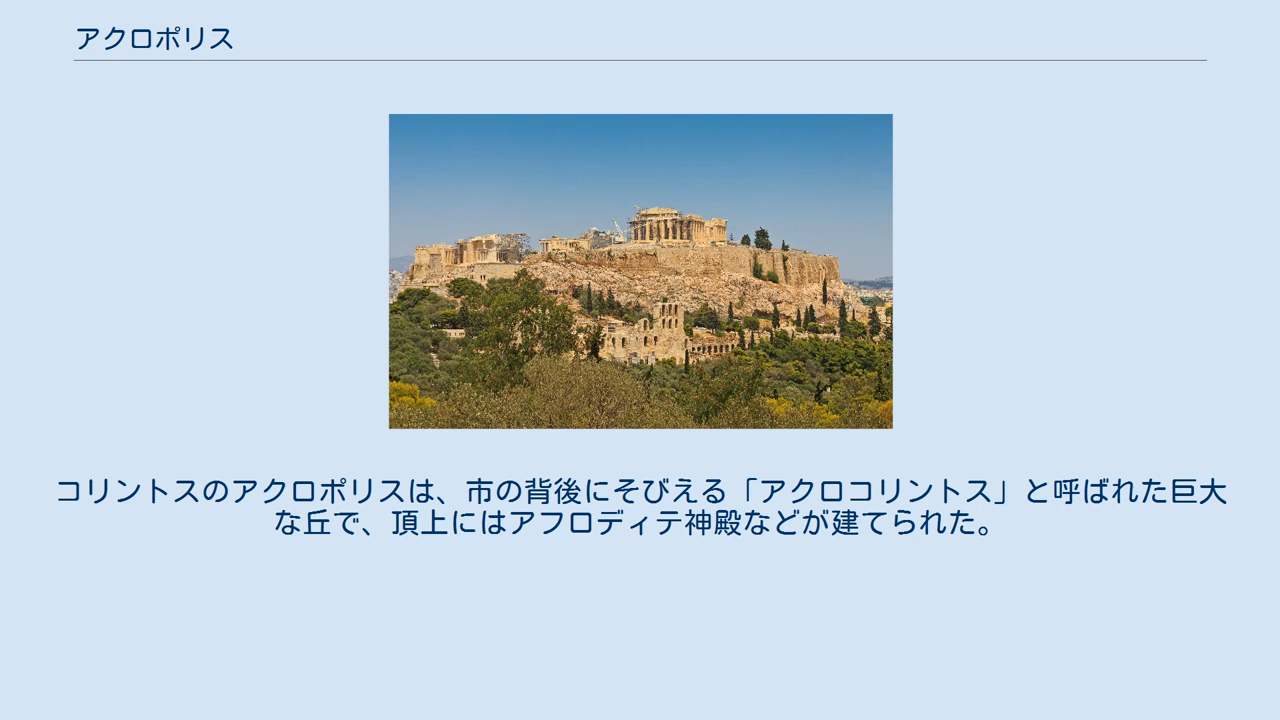 アクロポリス
コリントスのアクロポリスは、市の背後にそびえる「アクロコリントス」と呼ばれた巨大
な丘で、頂上にはアフロディテ神殿などが建てられた。